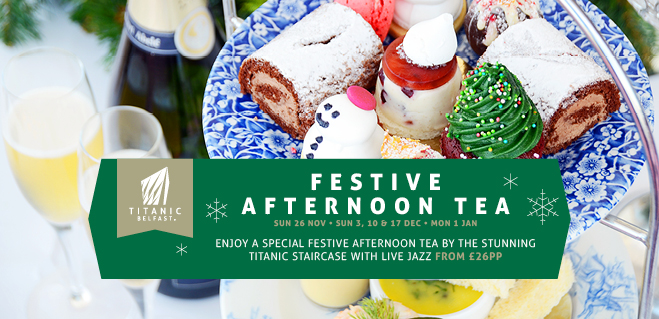 FESTIVE
AFTERNOON TEA
SUN 26 NOV • SUN 3, 10 & 17 DEC • MON 1 JAN
ENJOY A SPECIAL FESTIVE AFTERNOON TEA BY THE STUNNING
TITANIC STAIRCASE WITH LIVE JAZZ FROM £26PP
TITANIC
BELFAST